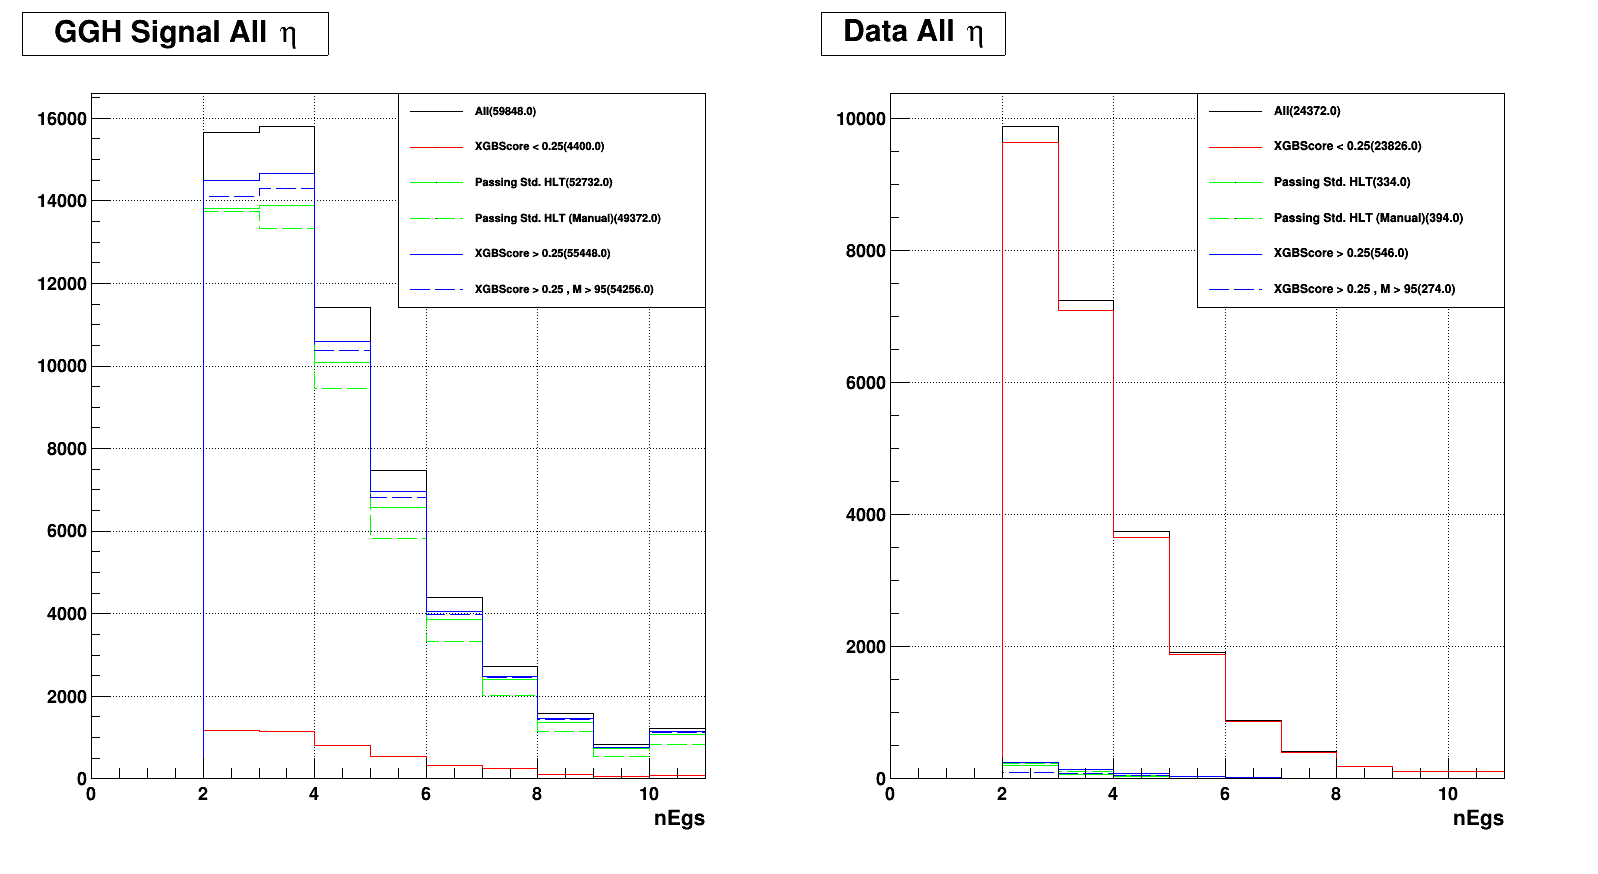 GGH Signal All η
16000
14000
12000
10000
8000
6000
4000
2000
0
0 2 4 6 8 10
nEgs
All(59848.0)
XGBScore < 0.25(4400.0)
Passing Std. HLT(52732.0)
Passing Std. HLT (Manual)(49372.0)
XGBScore > 0.25(55448.0)
XGBScore > 0.25 , M > 95(54256.0)
Data All η
10000
8000
6000
4000
2000
0
0 2 4 6 8 10
nEgs
All(24372.0)
XGBScore < 0.25(23826.0)
Passing Std. HLT(334.0)
Passing Std. HLT (Manual)(394.0)
XGBScore > 0.25(546.0)
XGBScore > 0.25 , M > 95(274.0)